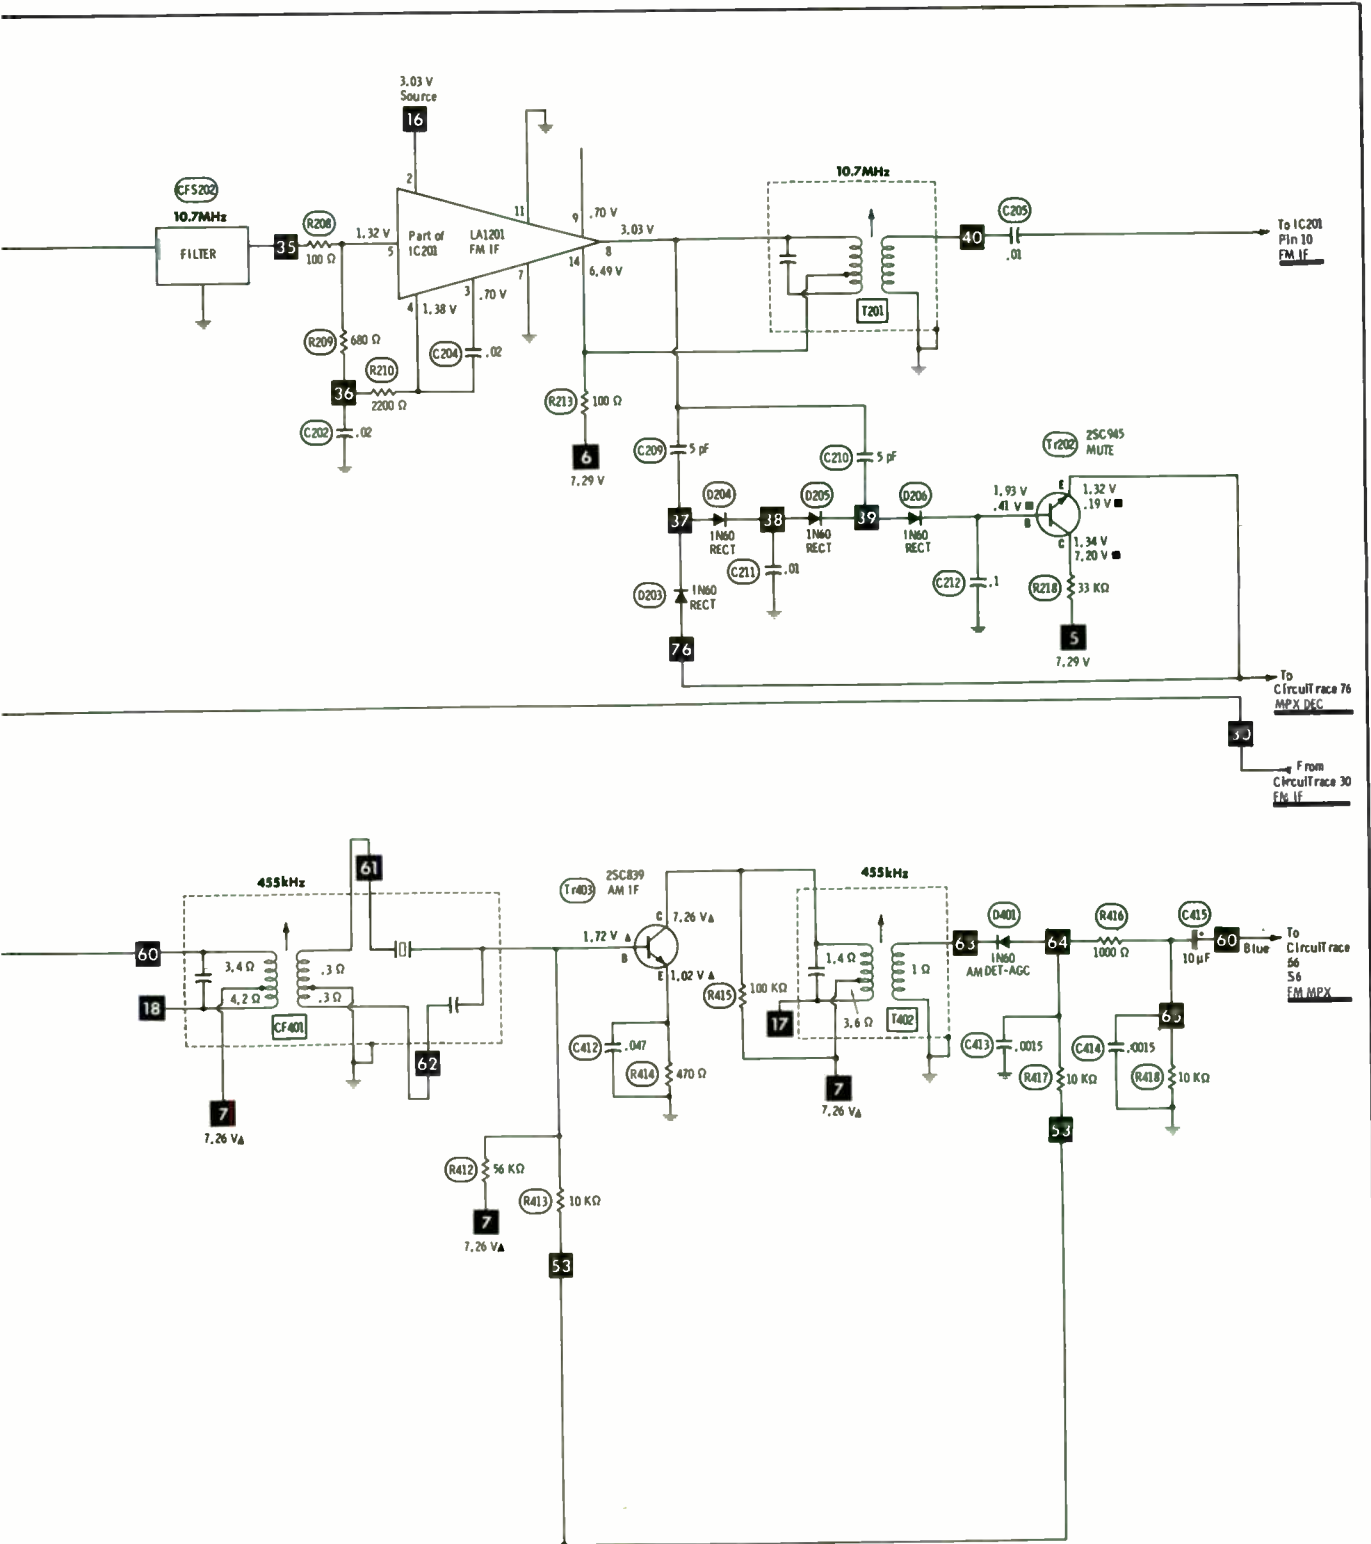 3.03 V
Source
16
2
CFS202
10.7MHz
FILTER
35
R208
100 Ω
1.32 V
5
Part of
IC201
LA1201
FM IF
11
9
.70 V
3.03 V
8
14
6.49 V
7
3
.70 V
4
1.38 V
R209
680 Ω
R210
2200 Ω
36
C202
.02
C204
.02
R213
100 Ω
6
7.29 V
10.7MHz
T201
40
C205
.01
To IC201
Pin 10
FM IF
C209
5 pF
C210
5 pF
37
D204
1N60
RECT
38
D205
1N60
RECT
39
D206
1N60
RECT
C211
.01
D203
1N60
RECT
76
C212
.1
Tr202
2SC945
MUTE
1.93 V
.41 V ■
B
E
1.32 V
.19 V ■
C
1.34 V
7.20 V ■
R218
33 KΩ
5
7.29 V
To
CircuiTrace 76
MPX DEC
30
From
CircuiTrace 30
FM IF
455kHz
61
60
18
3.4 Ω
4.2 Ω
.3 Ω
.3 Ω
CF401
62
7
7.26 V▲
Tr403
2SC839
AM IF
1.72 V ▲
B
C
7.26 V▲
E
1.02 V ▲
C412
.047
R414
470 Ω
R412
56 KΩ
7
7.26 V▲
R413
10 KΩ
53
R415
100 KΩ
17
455kHz
1.4 Ω
3.6 Ω
1 Ω
T402
7
7.26 V▲
63
D401
1N60
AM DET-AGC
64
R416
1000 Ω
C415
+
10 µF
60
Blue
To
CircuiTrace
66
S6
FM MPX
C413
.0015
R417
10 KΩ
53
65
C414
.0015
R418
10 KΩ